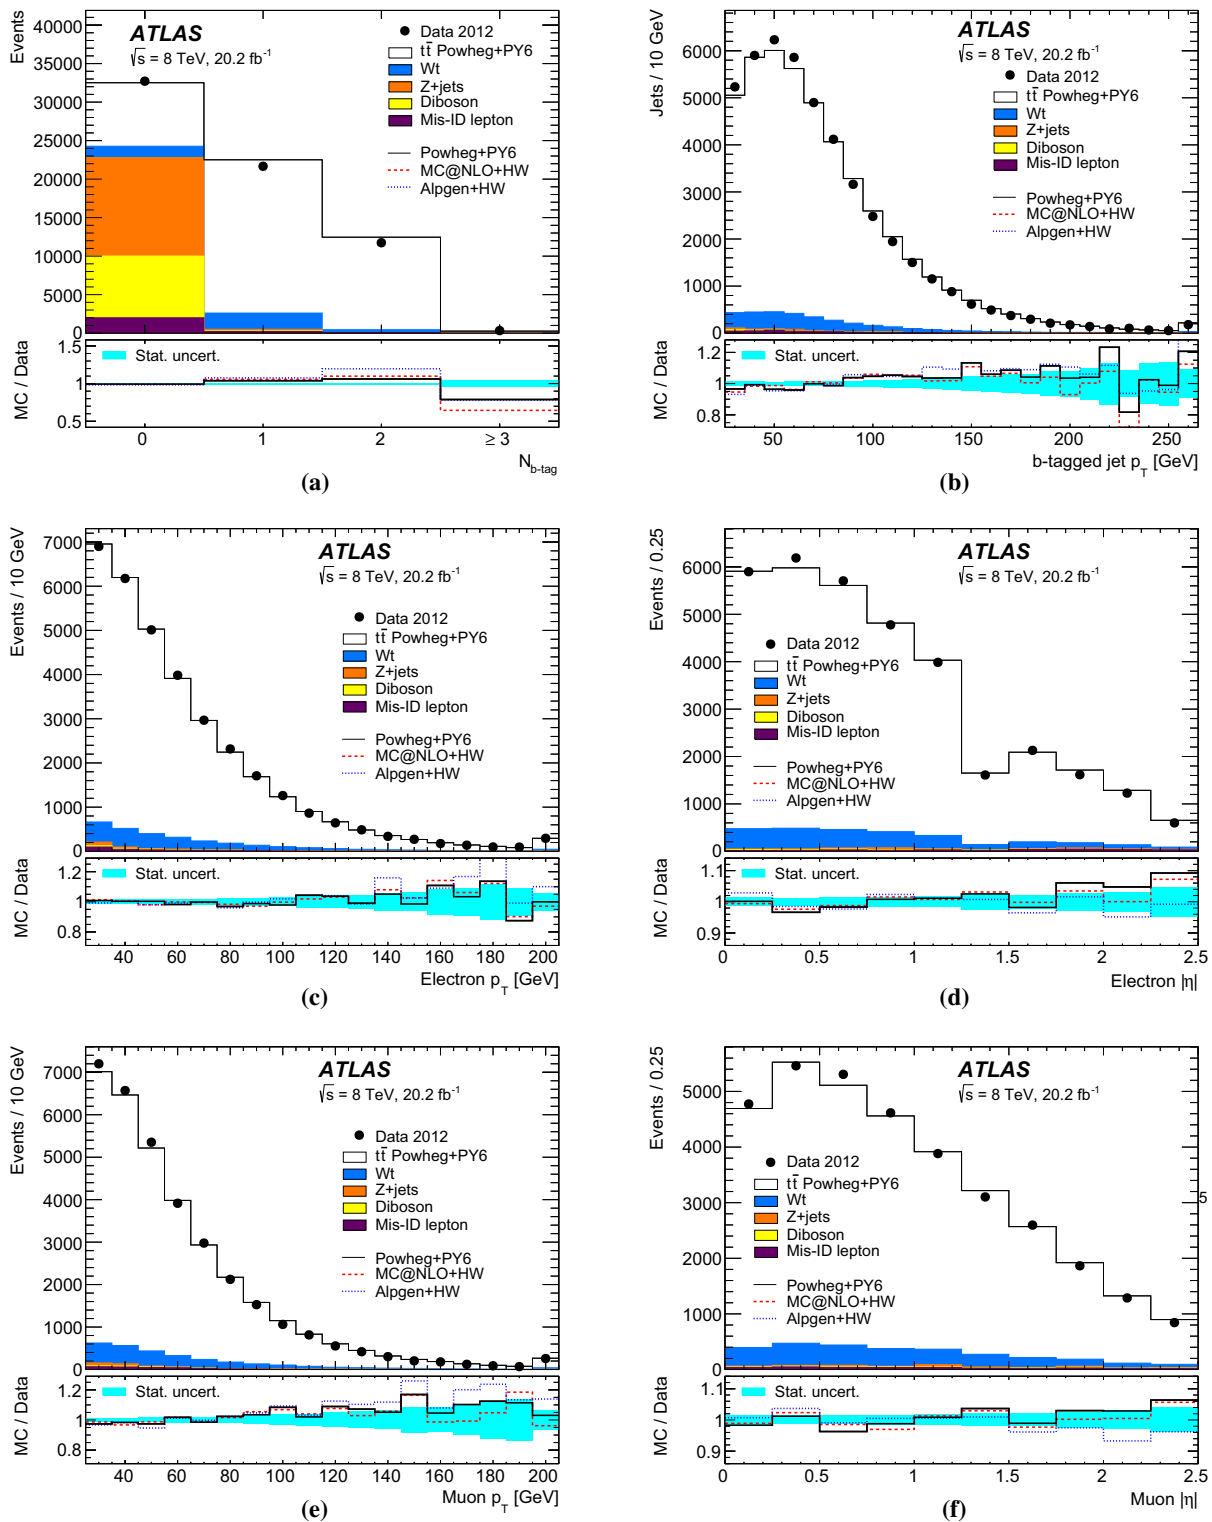 Events
45000
40000
35000
30000
25000
20000
15000
10000
5000
0
ATLAS
√s = 8 TeV, 20.2 fb⁻¹
Data 2012
tt̄ Powheg+PY6
Wt
Z+jets
Diboson
Mis-ID lepton
Powheg+PY6
MC@NLO+HW
Alpgen+HW
MC / Data
1.5
1
0.5
Stat. uncert.
0 1 2 ≥ 3
N_b-tag
(a)
Jets / 10 GeV
6000
4000
2000
0
ATLAS
√s = 8 TeV, 20.2 fb⁻¹
Data 2012
tt̄ Powheg+PY6
Wt
Z+jets
Diboson
Mis-ID lepton
Powheg+PY6
MC@NLO+HW
Alpgen+HW
MC / Data
1.2
1
0.8
Stat. uncert.
50 100 150 200 250
b-tagged jet p_T [GeV]
(b)
Events / 10 GeV
7000
6000
5000
4000
3000
2000
1000
0
ATLAS
√s = 8 TeV, 20.2 fb⁻¹
Data 2012
tt̄ Powheg+PY6
Wt
Z+jets
Diboson
Mis-ID lepton
Powheg+PY6
MC@NLO+HW
Alpgen+HW
MC / Data
1.2
1
0.8
Stat. uncert.
40 60 80 100 120 140 160 180 200
Electron p_T [GeV]
(c)
Events / 0.25
6000
4000
2000
0
ATLAS
√s = 8 TeV, 20.2 fb⁻¹
Data 2012
tt̄ Powheg+PY6
Wt
Z+jets
Diboson
Mis-ID lepton
Powheg+PY6
MC@NLO+HW
Alpgen+HW
MC / Data
1.1
1
0.9
Stat. uncert.
0 0.5 1 1.5 2 2.5
Electron |η|
(d)
Events / 10 GeV
7000
6000
5000
4000
3000
2000
1000
0
ATLAS
√s = 8 TeV, 20.2 fb⁻¹
Data 2012
tt̄ Powheg+PY6
Wt
Z+jets
Diboson
Mis-ID lepton
Powheg+PY6
MC@NLO+HW
Alpgen+HW
MC / Data
1.2
1
0.8
Stat. uncert.
40 60 80 100 120 140 160 180 200
Muon p_T [GeV]
(e)
Events / 0.25
5000
4000
3000
2000
1000
0
ATLAS
√s = 8 TeV, 20.2 fb⁻¹
Data 2012
tt̄ Powheg+PY6
Wt
Z+jets
Diboson
Mis-ID lepton
Powheg+PY6
MC@NLO+HW
Alpgen+HW
5
MC / Data
1.1
1
0.9
Stat. uncert.
0 0.5 1 1.5 2 2.5
Muon |η|
(f)